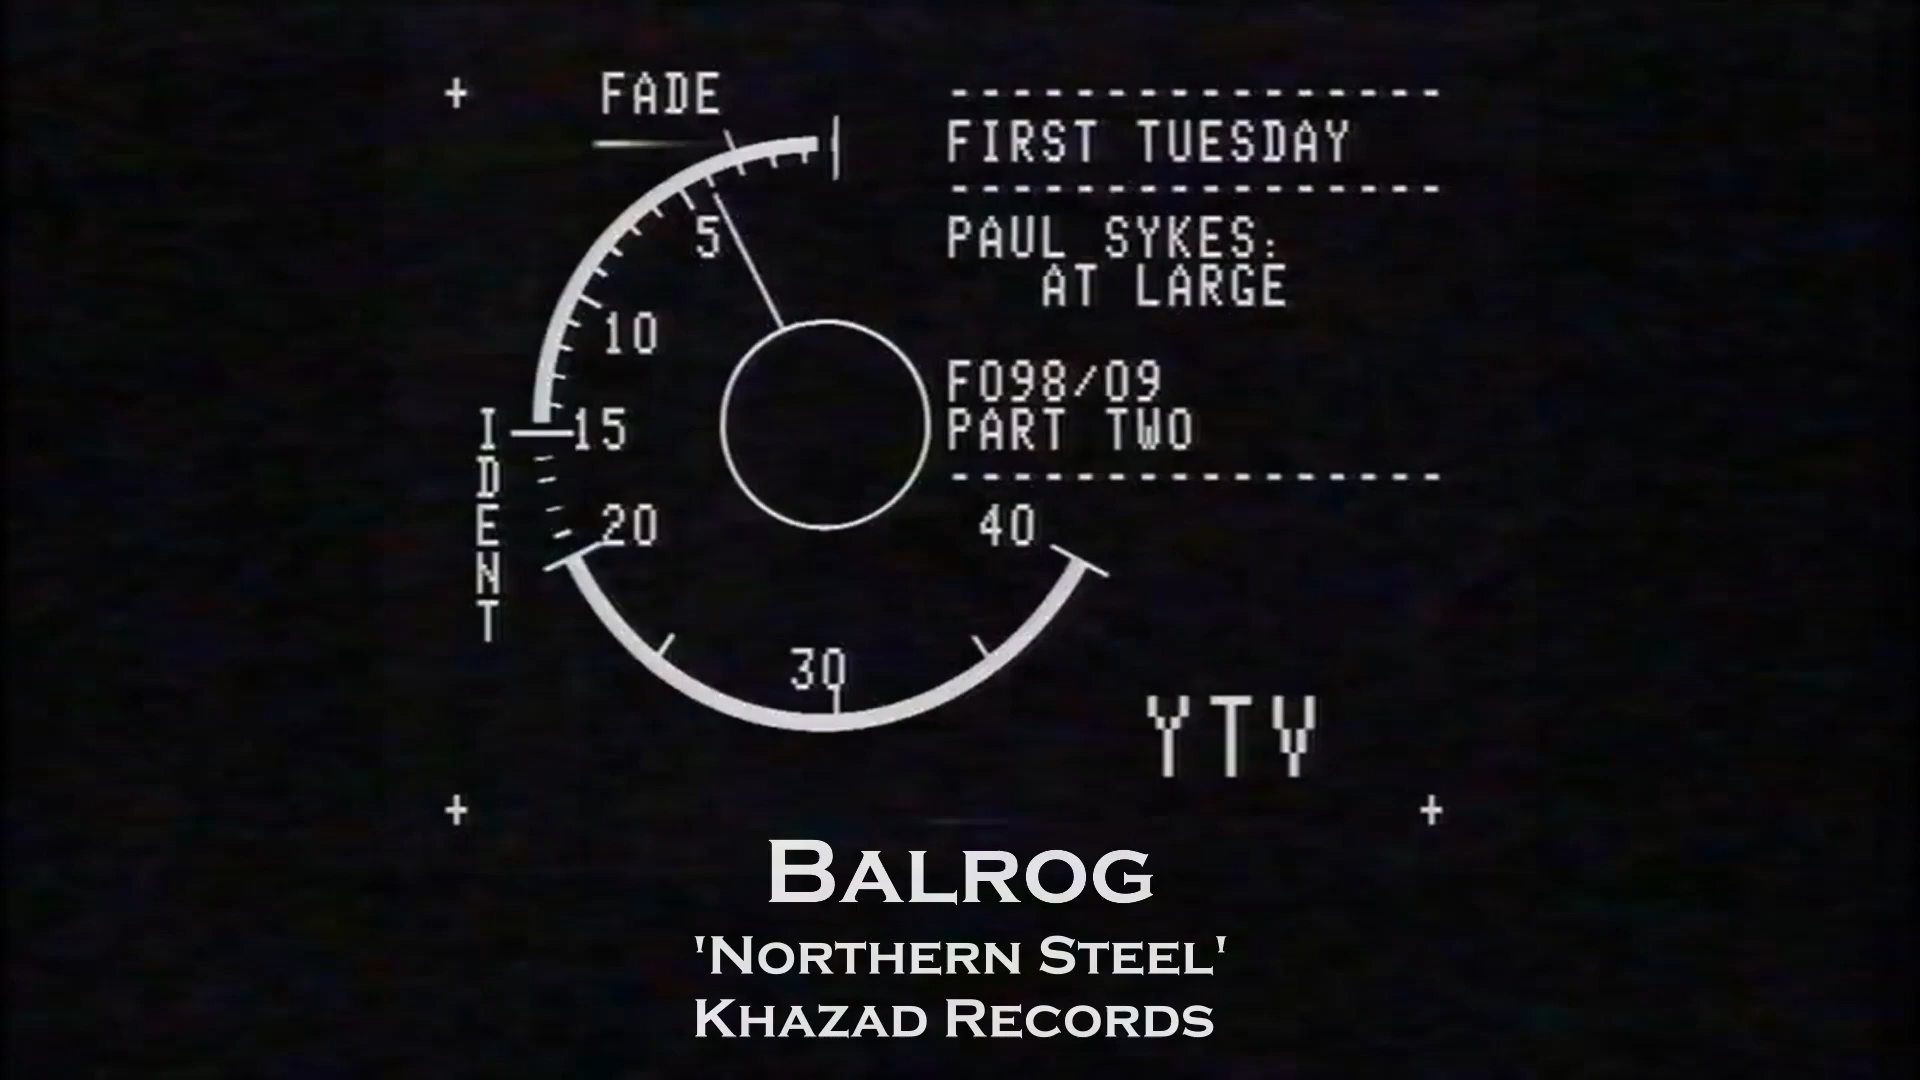 FADE
FIRST TUESDAY
PAUL SYKES:
AT LARGE
F098/09
PART TWO
5
10
15
20
30
40
IDENT
YTV
BALROG
'NORTHERN STEEL'
KHAZAD RECORDS